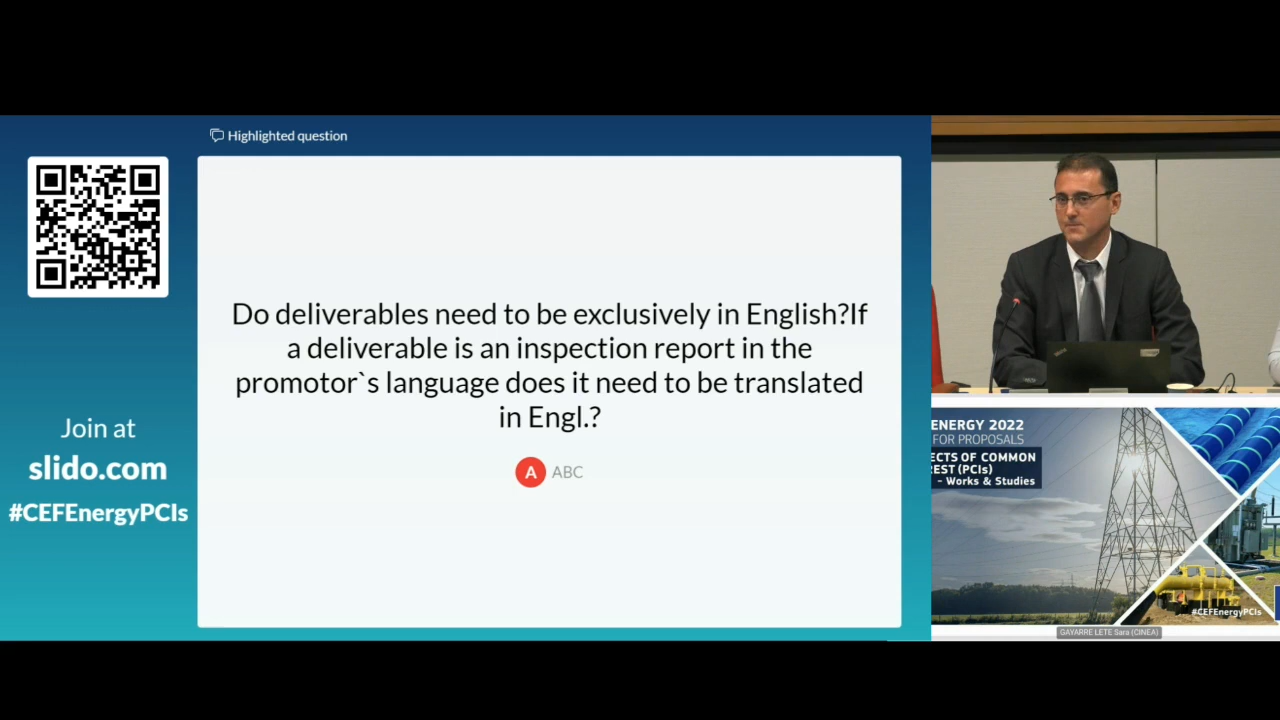 Highlighted question
Do deliverables need to be exclusively in English?If
a deliverable is an inspection report in the
promotor`s language does it need to be translated
in Engl.?
A ABC
Join at
slido.com
#CEFEnergyPCIs
ENERGY 2022
FOR PROPOSALS
ECTS OF COMMON
REST (PCIs)
- Works & Studies
#CEFEnergyPCIs
GAYARRE LETE Sara (CINEA)